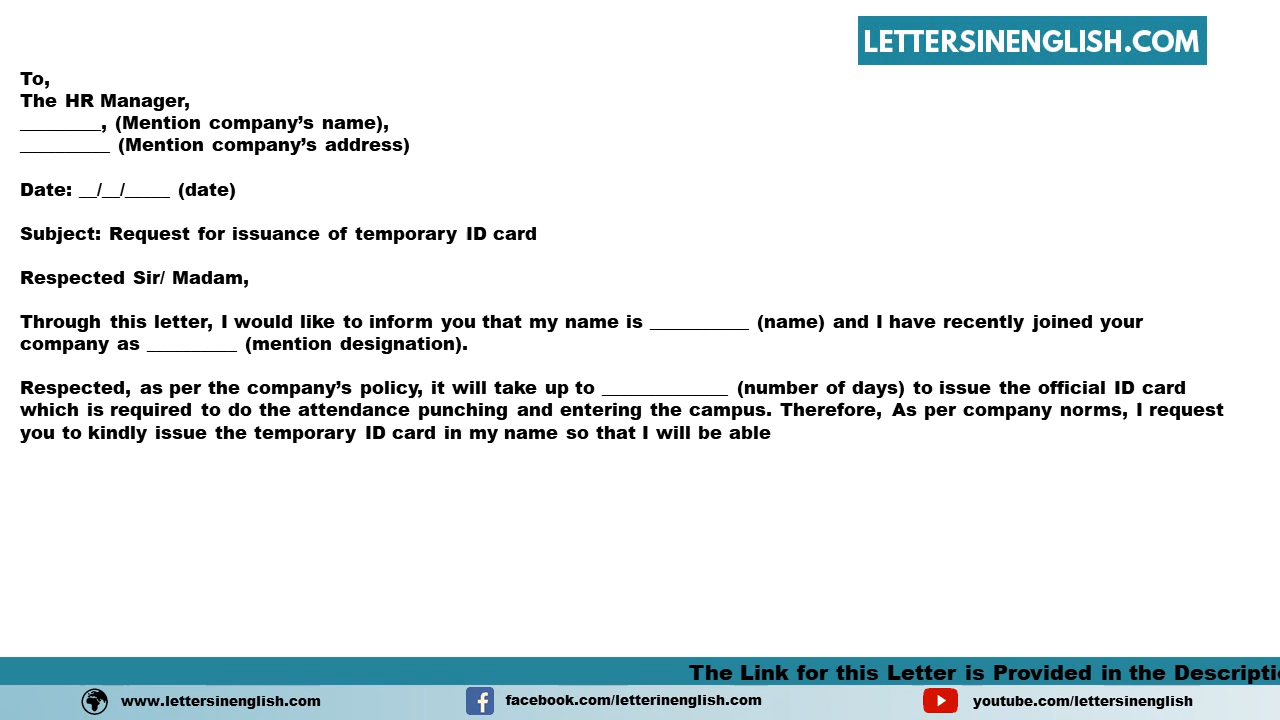 LETTERSINENGLISH.COM
To,
The HR Manager,
_________, (Mention company’s name),
__________ (Mention company’s address)
Date: __/__/_____ (date)
Subject: Request for issuance of temporary ID card
Respected Sir/ Madam,
Through this letter, I would like to inform you that my name is ___________ (name) and I have recently joined your
company as __________ (mention designation).
Respected, as per the company’s policy, it will take up to ______________ (number of days) to issue the official ID card
which is required to do the attendance punching and entering the campus. Therefore, As per company norms, I request
you to kindly issue the temporary ID card in my name so that I will be able
The Link for this Letter is Provided in the Descriptio
www.lettersinenglish.com
facebook.com/letterinenglish.com
youtube.com/lettersinenglish